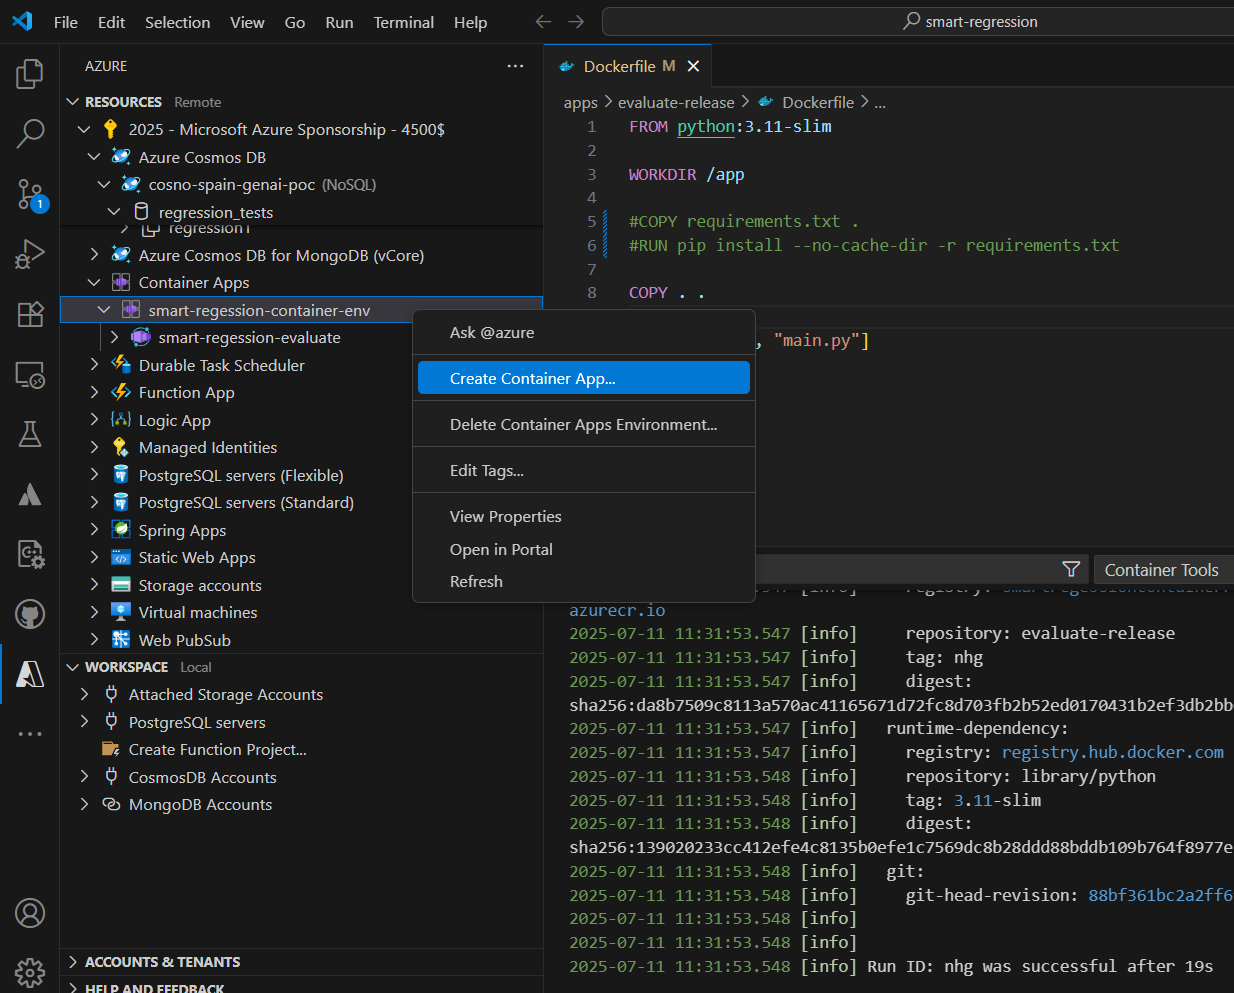 File Edit Selection View Go Run Terminal Help
smart-regression
AZURE
RESOURCES Remote
2025 - Microsoft Azure Sponsorship - 4500$
Azure Cosmos DB
cosno-spain-genai-poc (NoSQL)
regression_tests
regression1
Azure Cosmos DB for MongoDB (vCore)
Container Apps
smart-regession-container-env
smart-regession-evaluate
Durable Task Scheduler
Function App
Logic App
Managed Identities
PostgreSQL servers (Flexible)
PostgreSQL servers (Standard)
Spring Apps
Static Web Apps
Storage accounts
Virtual machines
Web PubSub
WORKSPACE Local
Attached Storage Accounts
PostgreSQL servers
Create Function Project...
CosmosDB Accounts
MongoDB Accounts
ACCOUNTS & TENANTS
HELP AND FEEDBACK
1
Ask @azure
Create Container App...
Delete Container Apps Environment...
Edit Tags...
View Properties
Open in Portal
Refresh
Dockerfile M
apps > evaluate-release > Dockerfile > ...
1 FROM python:3.11-slim
2
3 WORKDIR /app
4
5 #COPY requirements.txt .
6 #RUN pip install --no-cache-dir -r requirements.txt
7
8 COPY . .
, "main.py"]
Container Tools
azurecr.io
2025-07-11 11:31:53.547 [info] repository: evaluate-release
2025-07-11 11:31:53.547 [info] tag: nhg
2025-07-11 11:31:53.547 [info] digest:
sha256:da8b7509c8113a570ac41165671d72fc8d703fb2b52ed0170431b2ef3db2bb
2025-07-11 11:31:53.547 [info] runtime-dependency:
2025-07-11 11:31:53.547 [info] registry: registry.hub.docker.com
2025-07-11 11:31:53.548 [info] repository: library/python
2025-07-11 11:31:53.548 [info] tag: 3.11-slim
2025-07-11 11:31:53.548 [info] digest:
sha256:139020233cc412efe4c8135b0efe1c7569dc8b28ddd88bddb109b764f8977e
2025-07-11 11:31:53.548 [info] git:
2025-07-11 11:31:53.548 [info] git-head-revision: 88bf361bc2a2ff6
2025-07-11 11:31:53.548 [info]
2025-07-11 11:31:53.548 [info]
2025-07-11 11:31:53.548 [info] Run ID: nhg was successful after 19s